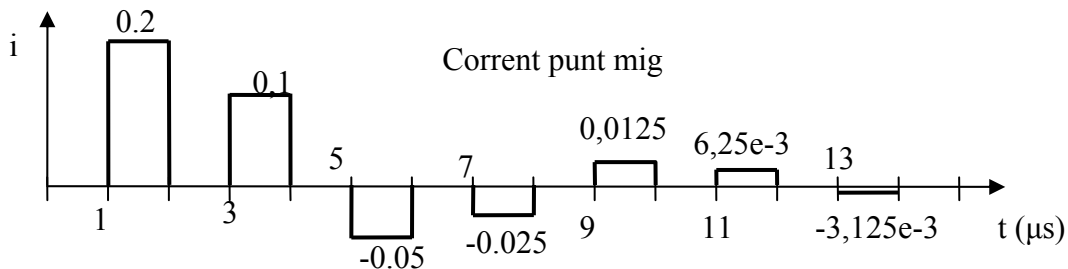 0.2
i
Corrent punt mig
0,1
0,0125
6,25e-3
5
7
13
1
3
9
11
-0.05
-0.025
-3,125e-3
t (μs)